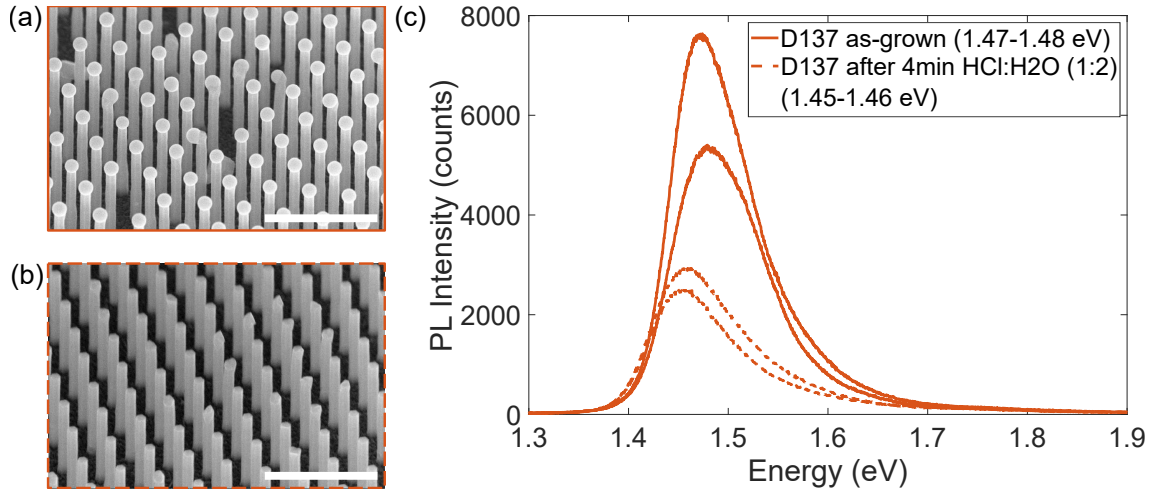 (a)
(b)
(c)
8000
6000
4000
2000
0
PL Intensity (counts)
D137 as-grown (1.47-1.48 eV)
D137 after 4min HCl:H2O (1:2)
(1.45-1.46 eV)
1.3 1.4 1.5 1.6 1.7 1.8 1.9
Energy (eV)